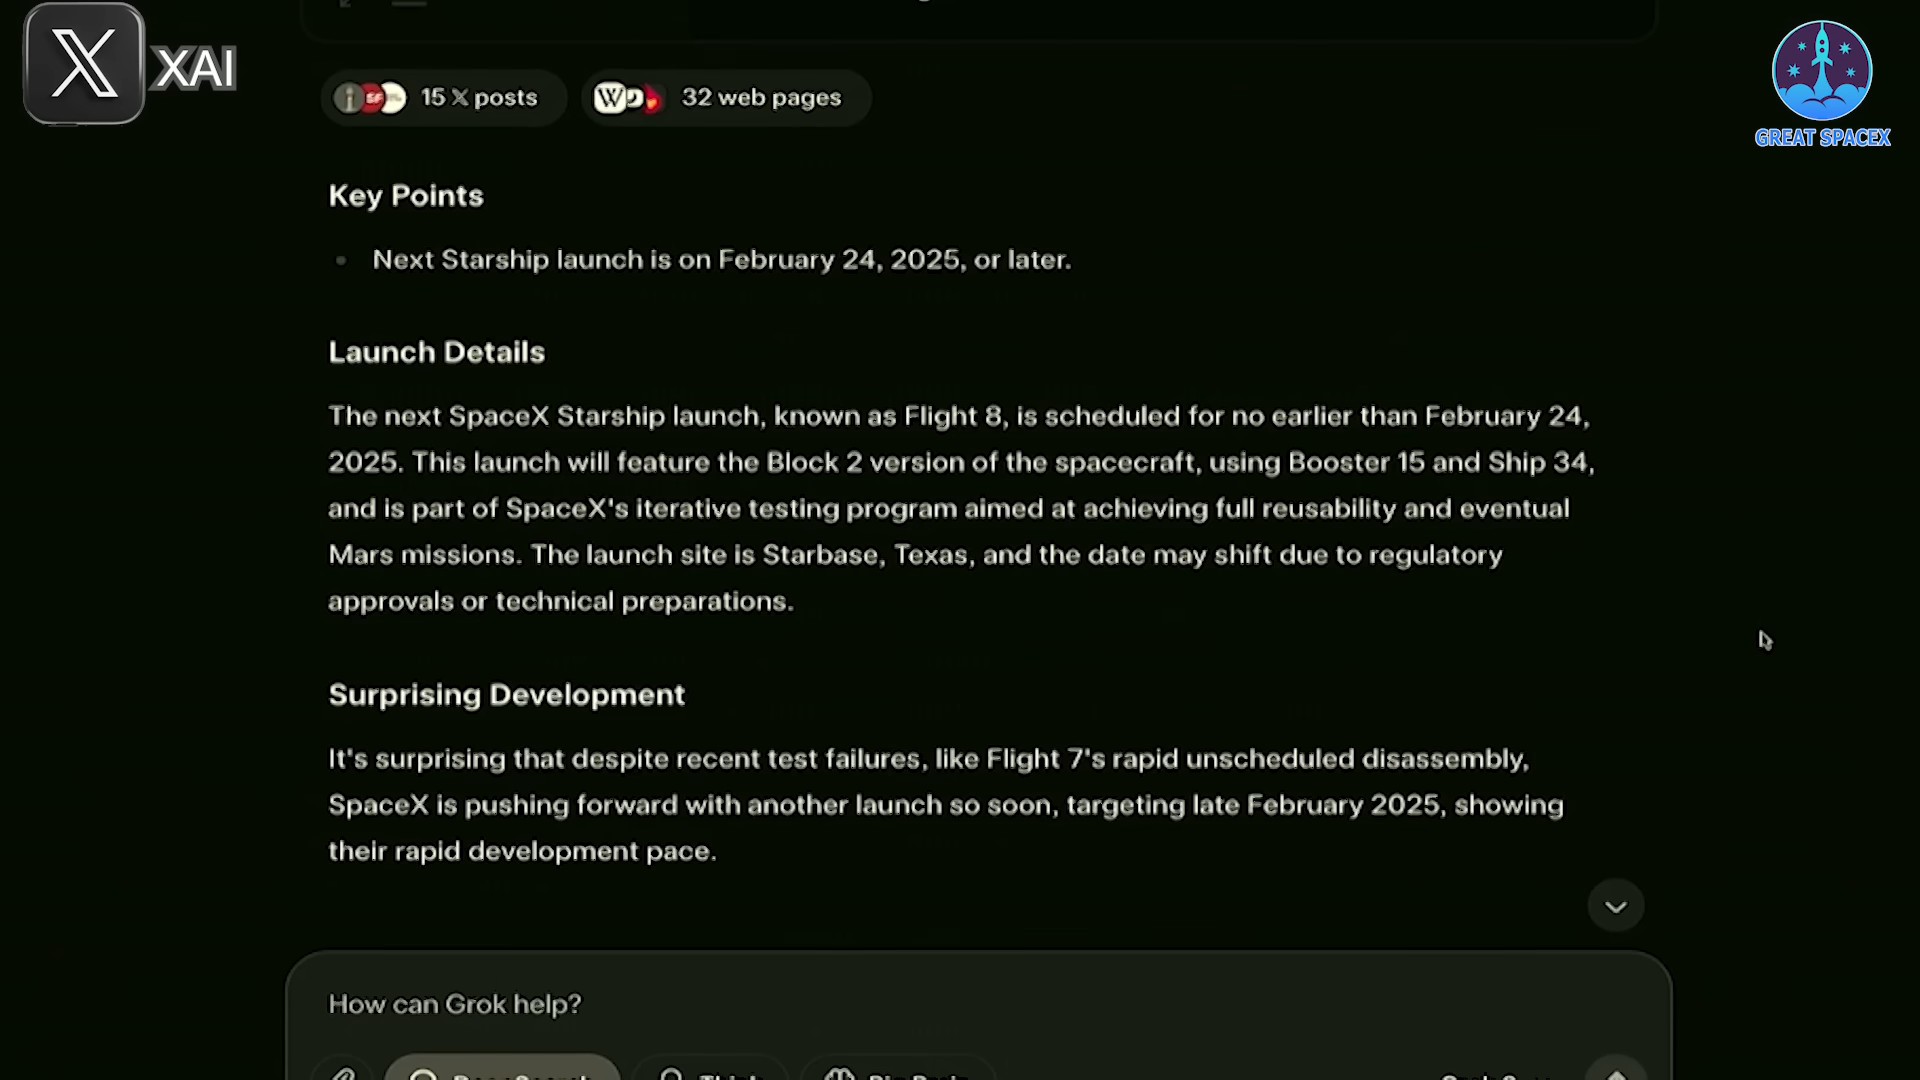 XAI
GREAT SPACEX
15 X posts
32 web pages
Key Points
Next Starship launch is on February 24, 2025, or later.
Launch Details
The next SpaceX Starship launch, known as Flight 8, is scheduled for no earlier than February 24,
2025. This launch will feature the Block 2 version of the spacecraft, using Booster 15 and Ship 34,
and is part of SpaceX's iterative testing program aimed at achieving full reusability and eventual
Mars missions. The launch site is Starbase, Texas, and the date may shift due to regulatory
approvals or technical preparations.
Surprising Development
It's surprising that despite recent test failures, like Flight 7's rapid unscheduled disassembly,
SpaceX is pushing forward with another launch so soon, targeting late February 2025, showing
their rapid development pace.
How can Grok help?